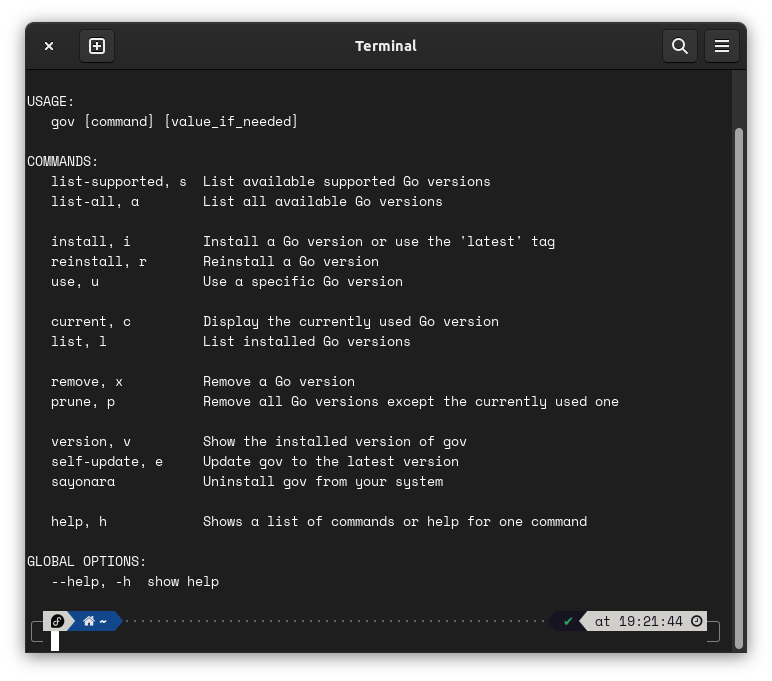 Terminal
USAGE:
gov [command] [value_if_needed]
COMMANDS:
list-supported, s  List available supported Go versions
list-all, a  List all available Go versions
install, i  Install a Go version or use the 'latest' tag
reinstall, r  Reinstall a Go version
use, u  Use a specific Go version
current, c  Display the currently used Go version
list, l  List installed Go versions
remove, x  Remove a Go version
prune, p  Remove all Go versions except the currently used one
version, v  Show the installed version of gov
self-update, e  Update gov to the latest version
sayonara  Uninstall gov from your system
help, h  Shows a list of commands or help for one command
GLOBAL OPTIONS:
--help, -h  show help
~ ✔ at 19:21:44